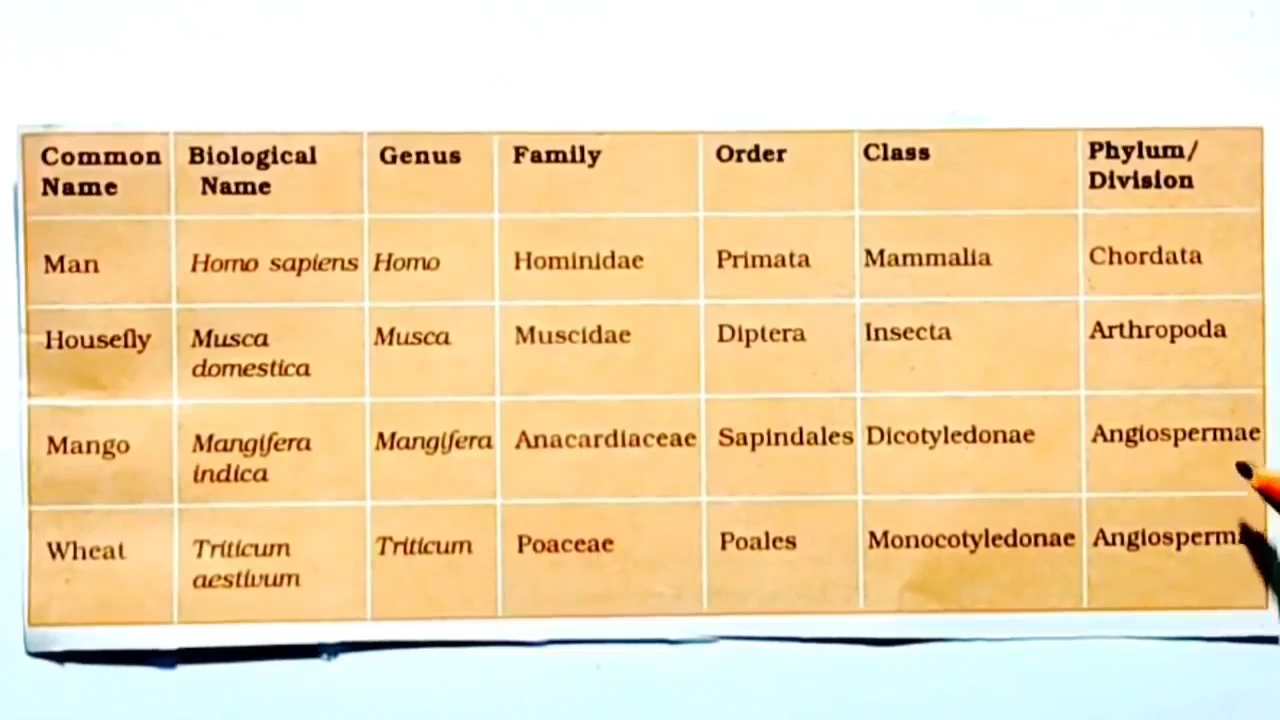 Common Name Biological Name Genus Family Order Class Phylum/ Division
Man Homo sapiens Homo Hominidae Primata Mammalia Chordata
Housefly Musca domestica Musca Muscidae Diptera Insecta Arthropoda
Mango Mangifera indica Mangifera Anacardiaceae Sapindales Dicotyledonae Angiospermae
Wheat Triticum aestivum Triticum Poaceae Poales Monocotyledonae